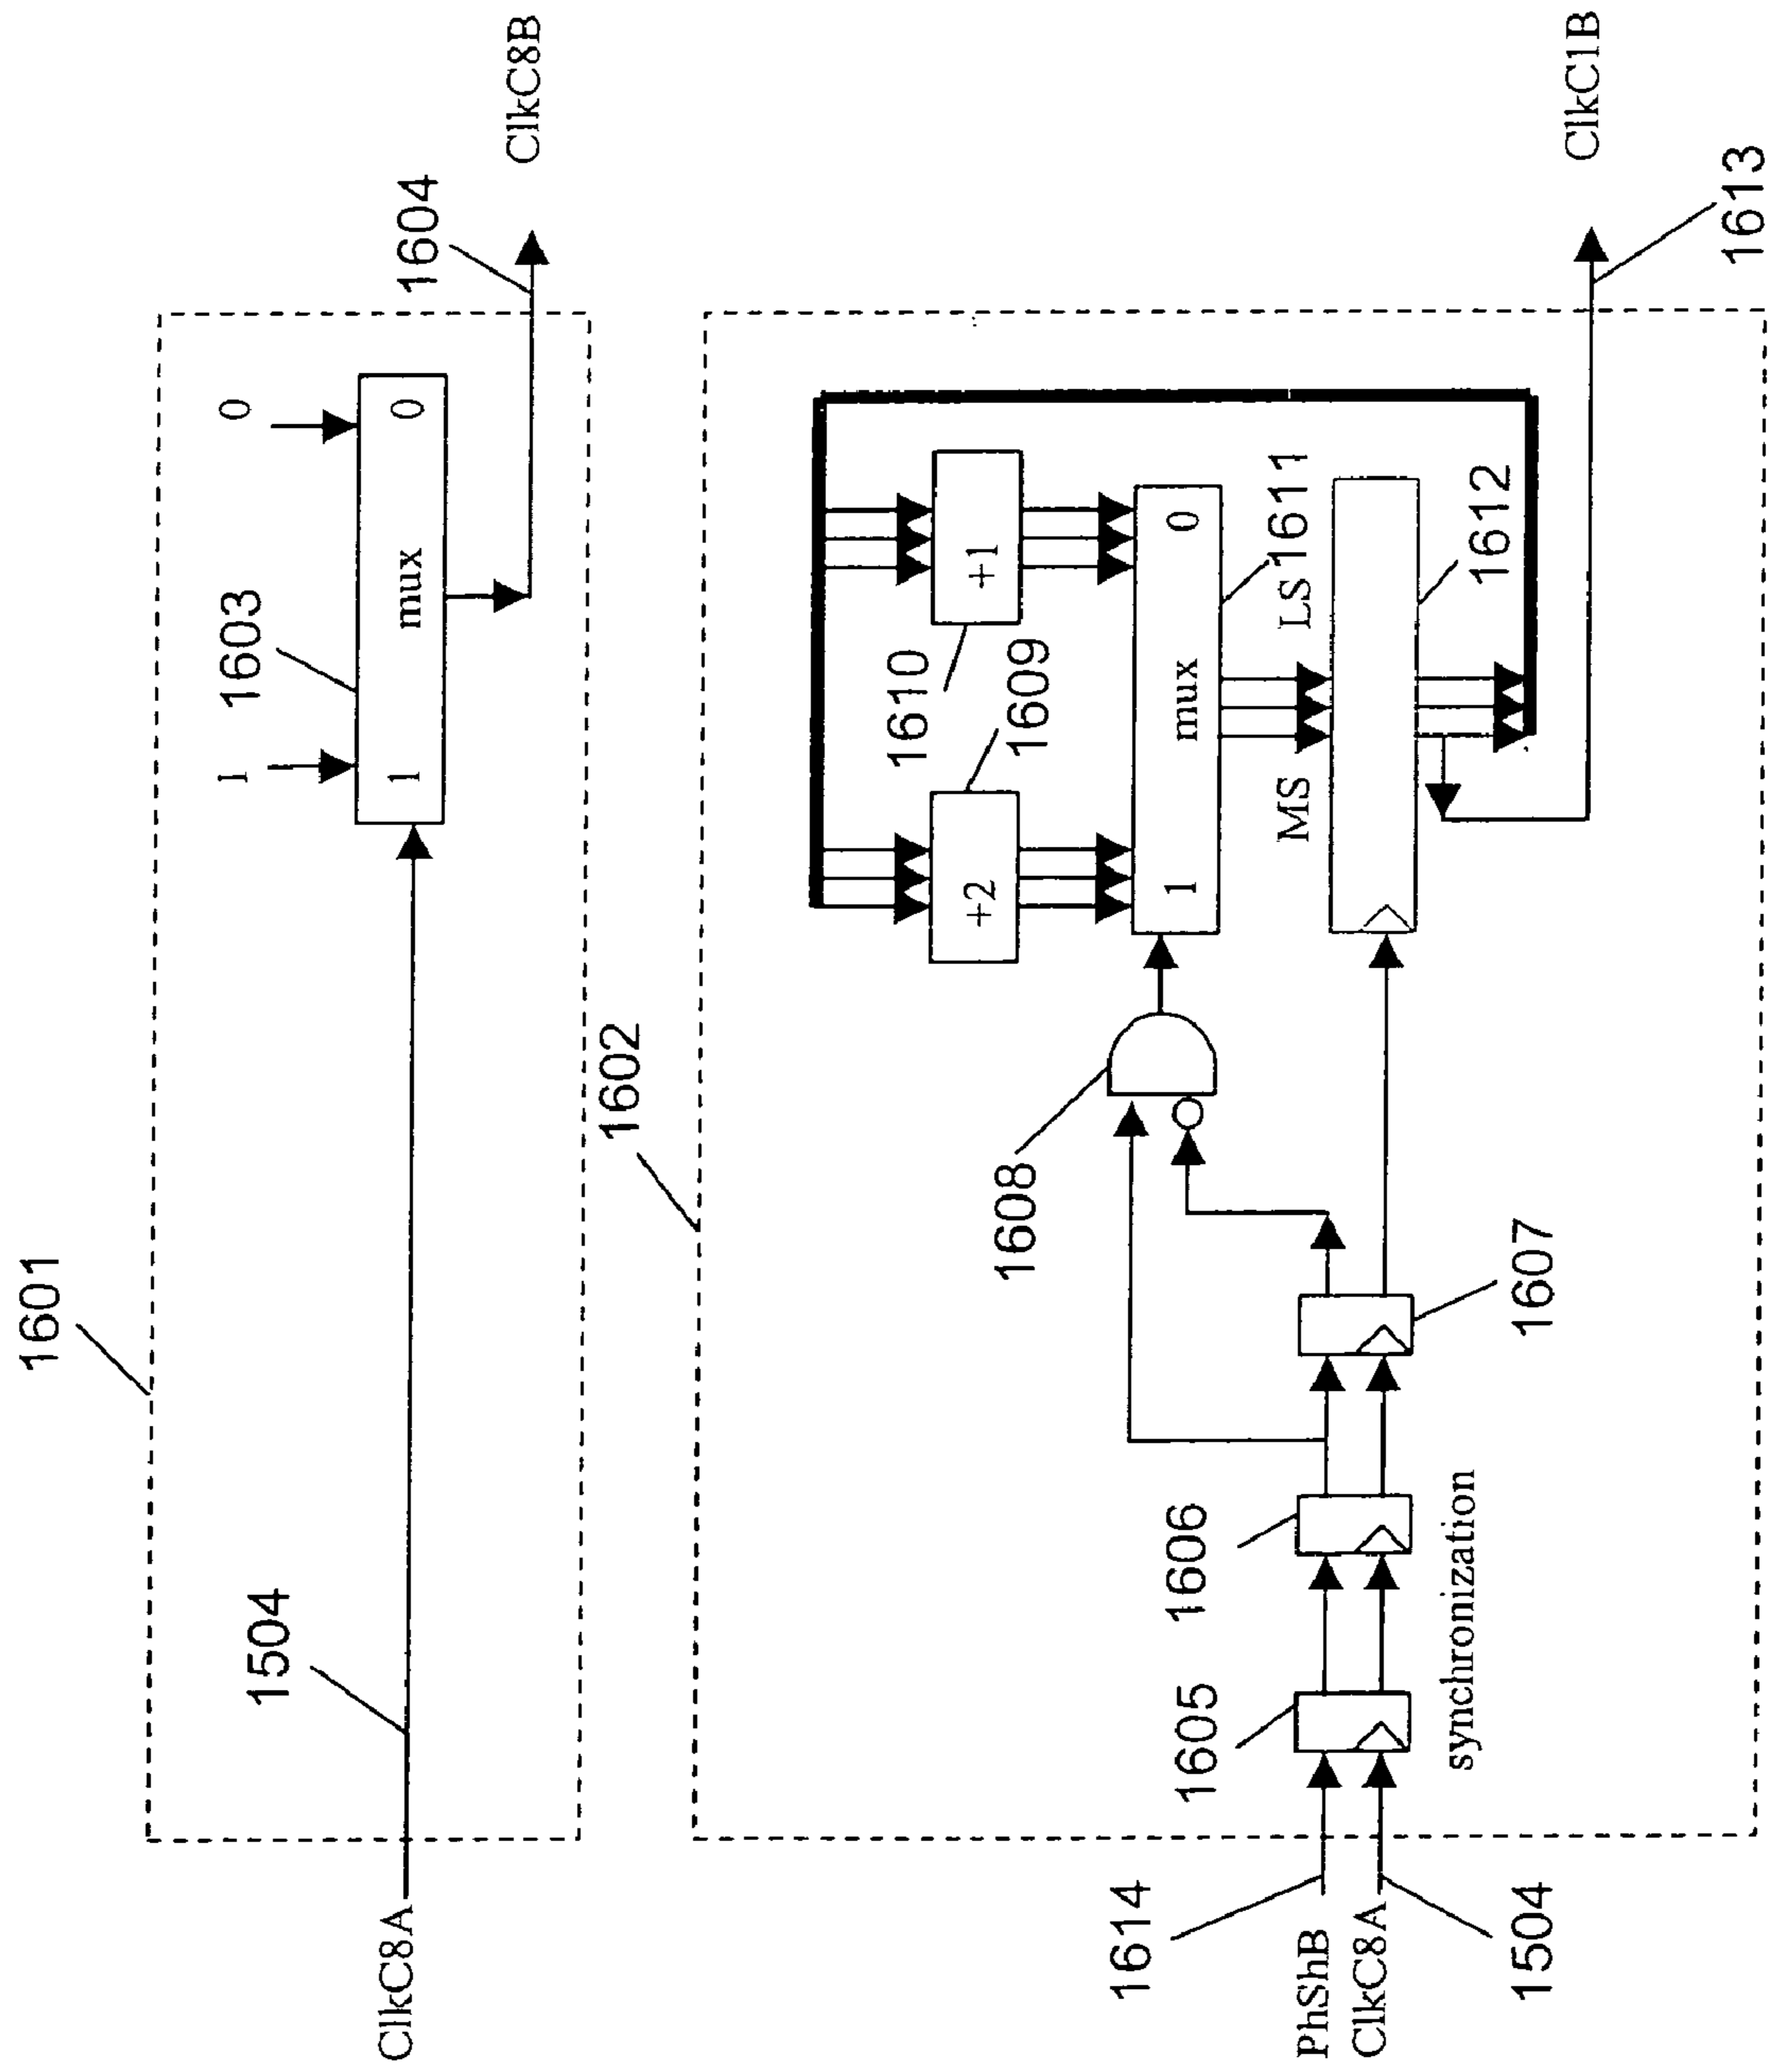 1601
ClkC8A
1504
1603
1
0
1
mux
0
1604
ClkC8B
1602
1614
PhShB
ClkC8A
1504
1605
1606
synchronization
1607
1608
+2
1609
+1
1610
1
mux
0
1611
MS
LS
1612
1613
ClkC1B